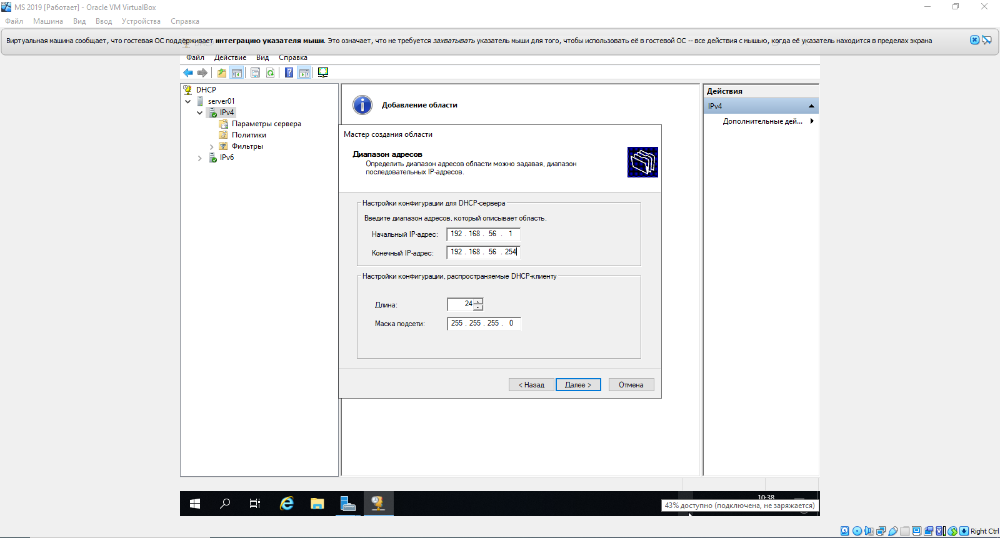 MS 2019 [Работает] - Oracle VM VirtualBox
Файл Машина Вид Ввод Устройства Справка
Виртуальная машина сообщает, что гостевая ОС поддерживает интеграцию указателя мыши. Это означает, что не требуется захватывать указатель мыши для того, чтобы использовать её в гостевой ОС -- все действия с мышью, когда её указатель находится в пределах экрана
Файл Действие Вид Справка
DHCP
server01
IPv4
Параметры сервера
Политики
Фильтры
IPv6
Добавление области
Мастер создания области
Диапазон адресов
Определить диапазон адресов области можно задавая, диапазон
последовательных IP-адресов.
Настройки конфигурации для DHCP-сервера
Введите диапазон адресов, который описывает область.
Начальный IP-адрес: 192 . 168 . 56 . 1
Конечный IP-адрес: 192 . 168 . 56 . 254
Настройки конфигурации, распространяемые DHCP-клиенту
Длина: 24
Маска подсети: 255 . 255 . 255 . 0
< Назад Далее > Отмена
Действия
IPv4
Дополнительные дей...
10:38
43% доступно (подключена, не заряжается)
Right Ctrl